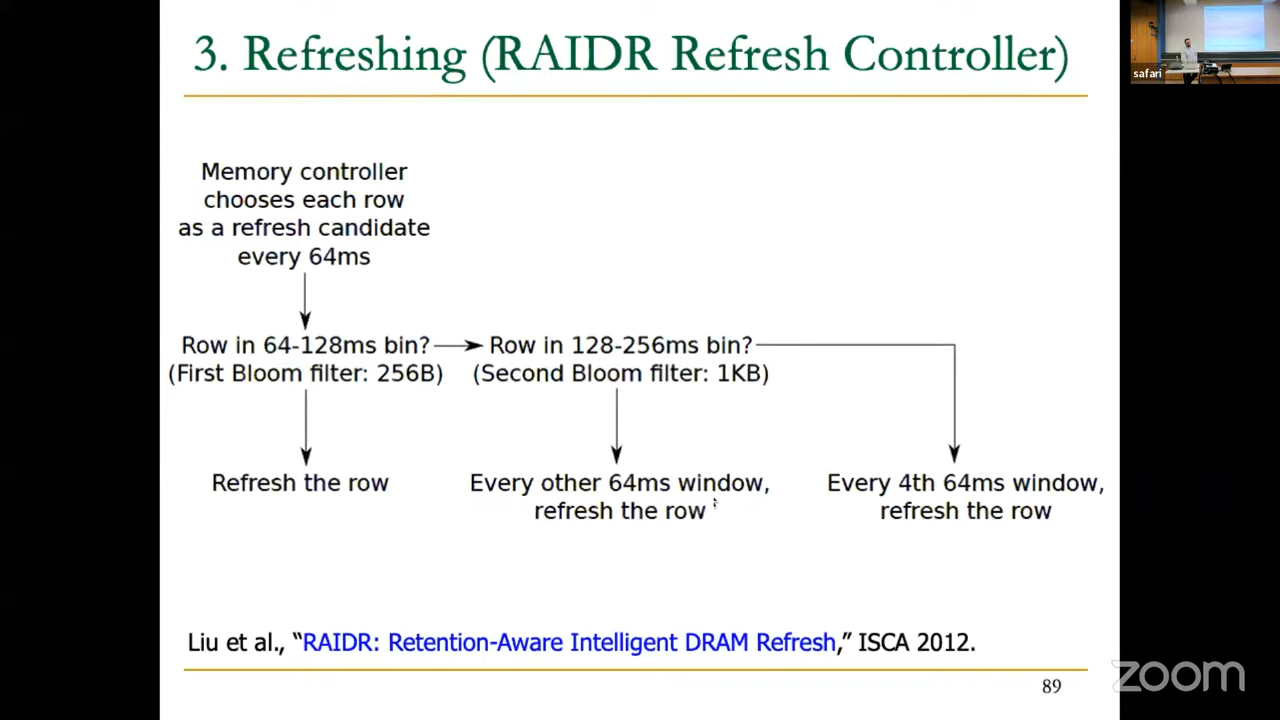 3. Refreshing (RAIDR Refresh Controller)
safari
Memory controller
chooses each row
as a refresh candidate
every 64ms
Row in 64-128ms bin?
(First Bloom filter: 256B)
Row in 128-256ms bin?
(Second Bloom filter: 1KB)
Refresh the row
Every other 64ms window,
refresh the row
Every 4th 64ms window,
refresh the row
Liu et al., “RAIDR: Retention-Aware Intelligent DRAM Refresh,” ISCA 2012.
89
zoom